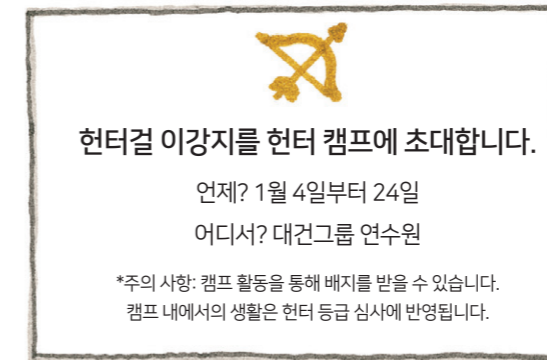 헌터걸 이강지를 헌터 캠프에 초대합니다.
언제? 1월 4일부터 24일
어디서? 대건그룹 연수원
*주의 사항: 캠프 활동을 통해 배지를 받을 수 있습니다.
캠프 내에서의 생활은 헌터 등급 심사에 반영됩니다.